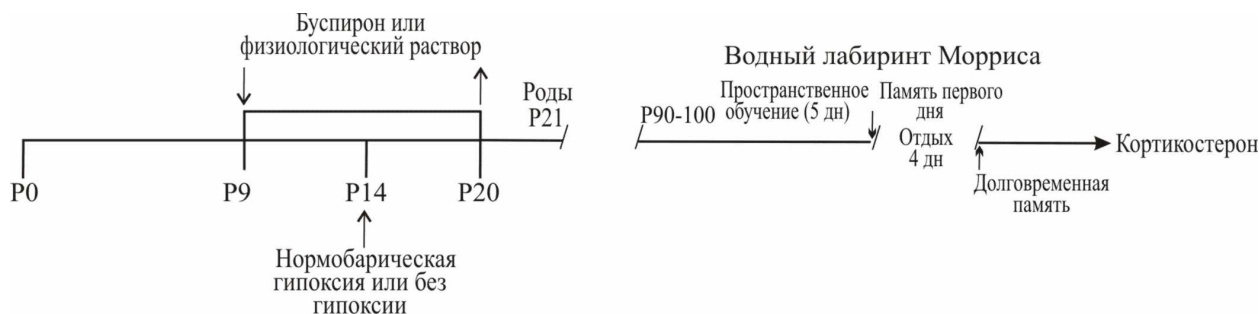 Буспирон или
физиологический раствор
Роды
P21
P0
P9
P14
P20
Нормобарическая
гипоксия или без
гипоксии
Водный лабиринт Морриса
P90-100
Пространственное
обучение (5 дн)
Память первого
дня
Отдых
4 дн
Кортикостерон
Долговременная
память